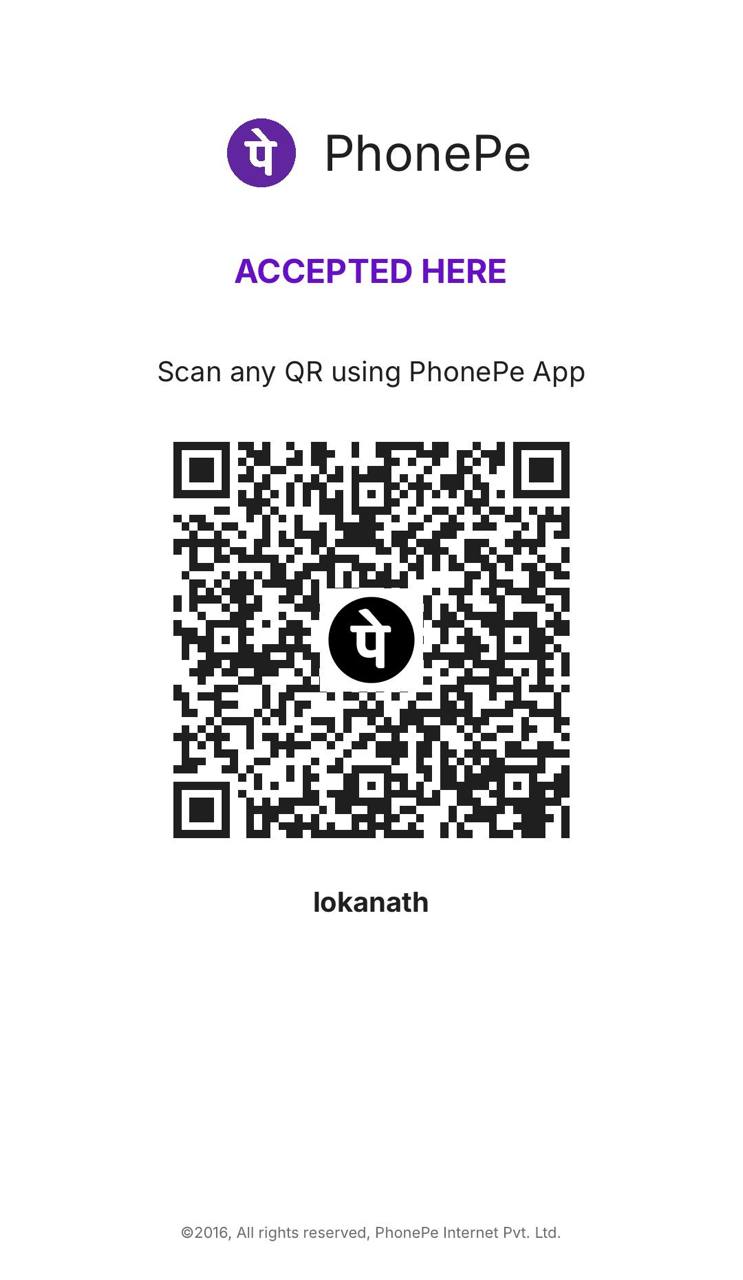 पे PhonePe
ACCEPTED HERE
Scan any QR using PhonePe App
पे
lokanath
©2016, All rights reserved, PhonePe Internet Pvt. Ltd.